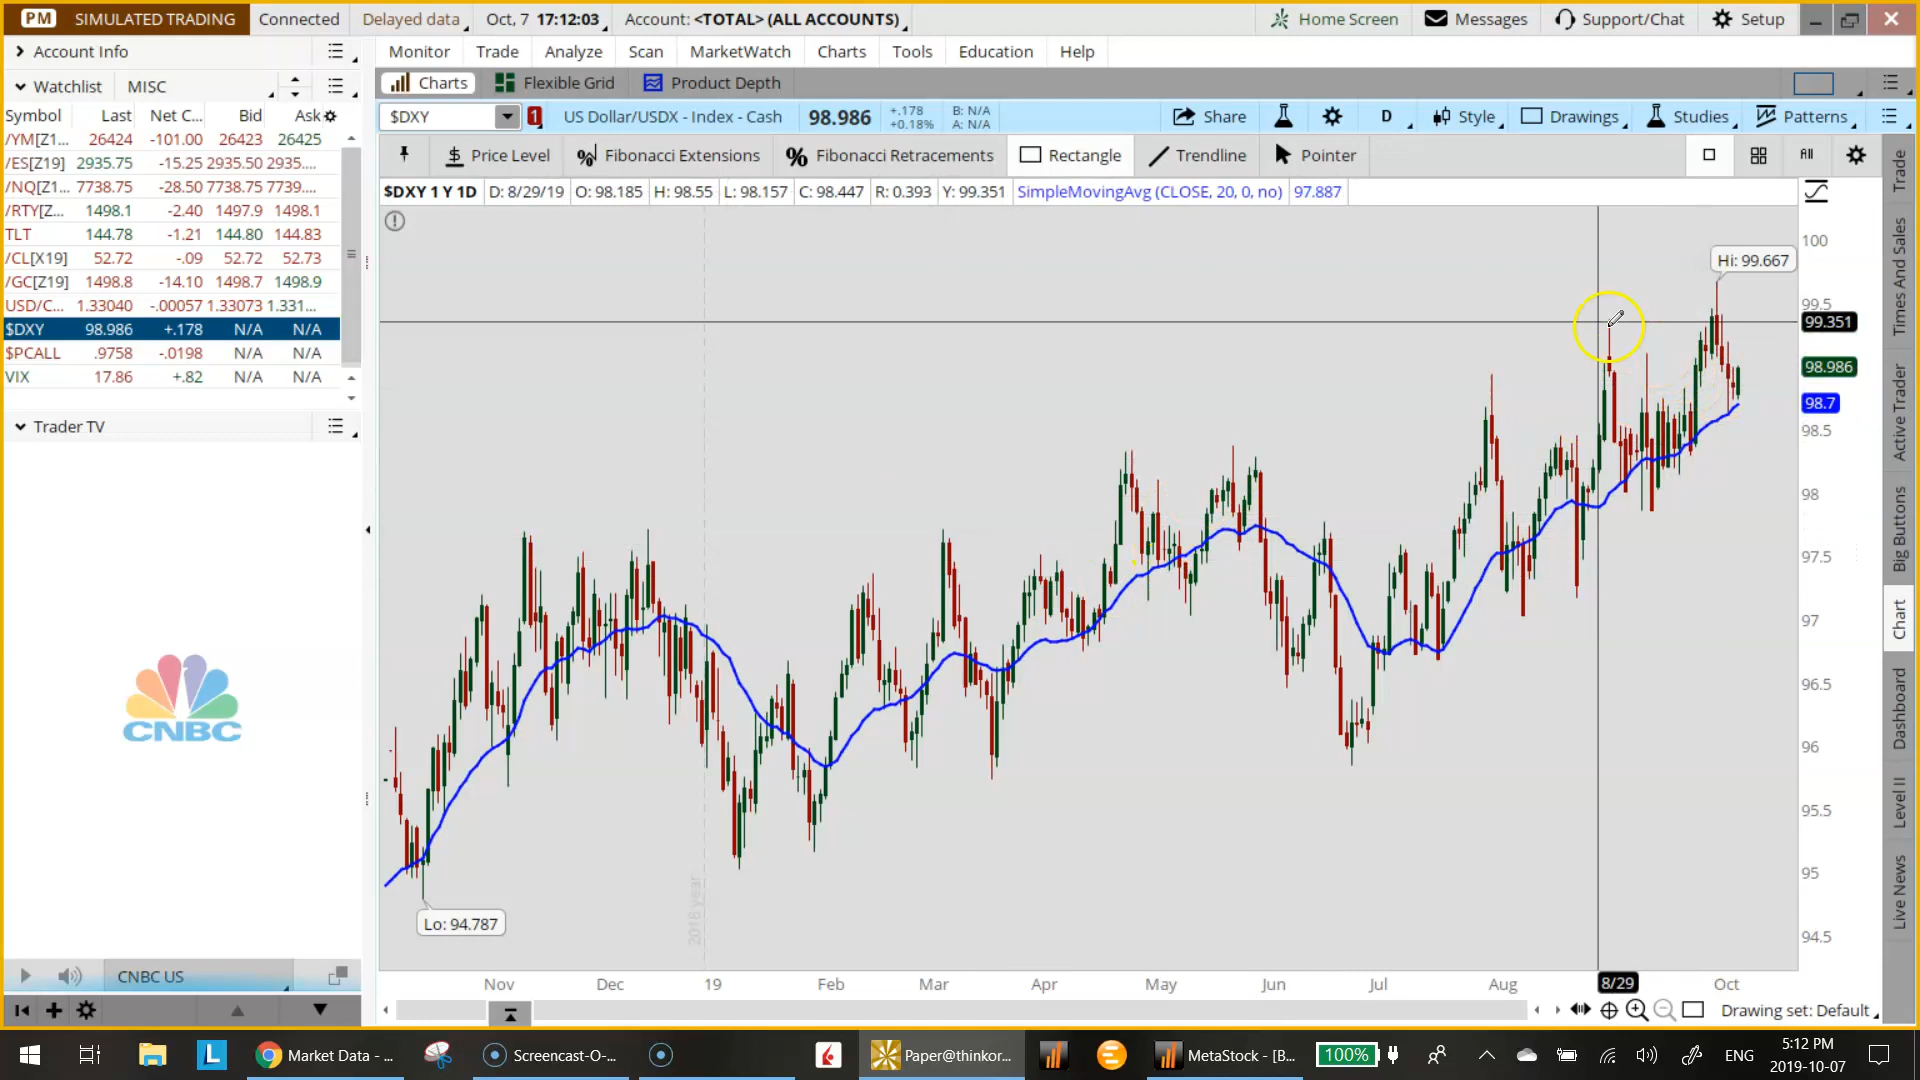 PM SIMULATED TRADING Connected Delayed data Oct, 7 17:12:03 Account: <TOTAL> (ALL ACCOUNTS) Home Screen Messages Support/Chat Setup
Account Info
Monitor Trade Analyze Scan MarketWatch Charts Tools Education Help
Watchlist MISC
Charts Flexible Grid Product Depth
Symbol Last Net C... Bid Ask
/YM[Z1... 26424 -101.00 26423 26425
/ES[Z19] 2935.75 -15.25 2935.50 2935....
/NQ[Z1... 7738.75 -28.50 7738.75 7739....
/RTY[Z... 1498.1 -2.40 1497.9 1498.1
TLT 144.78 -1.21 144.80 144.83
/CL[X19] 52.72 -.09 52.72 52.73
/GC[Z19] 1498.8 -14.10 1498.7 1498.9
USD/C... 1.33040 -.00057 1.33073 1.331...
$DXY 98.986 +.178 N/A N/A
$PCALL .9758 -.0198 N/A N/A
VIX 17.86 +.82 N/A N/A
Trader TV
CNBC
CNBC US
$DXY 1 US Dollar/USDX - Index - Cash 98.986 +.178 +0.18% B: N/A A: N/A Share D Style Drawings Studies Patterns
$ Price Level % Fibonacci Extensions % Fibonacci Retracements Rectangle Trendline Pointer All
$DXY 1 Y 1D D: 8/29/19 O: 98.185 H: 98.55 L: 98.157 C: 98.447 R: 0.393 Y: 99.351 SimpleMovingAvg (CLOSE, 20, 0, no) 97.887
Hi: 99.667
Lo: 94.787
2018 year
100
99.5
99.351
98.986
98.7
98.5
98
97.5
97
96.5
96
95.5
95
94.5
Nov Dec 19 Feb Mar Apr May Jun Jul Aug 8/29 Oct
Drawing set: Default
Trade
Times And Sales
Active Trader
Big Buttons
Chart
Dashboard
Level II
Live News
L Market Data - ... Screencast-O-... Paper@thinkor... MetaStock - [B... 100% ENG 5:12 PM
2019-10-07